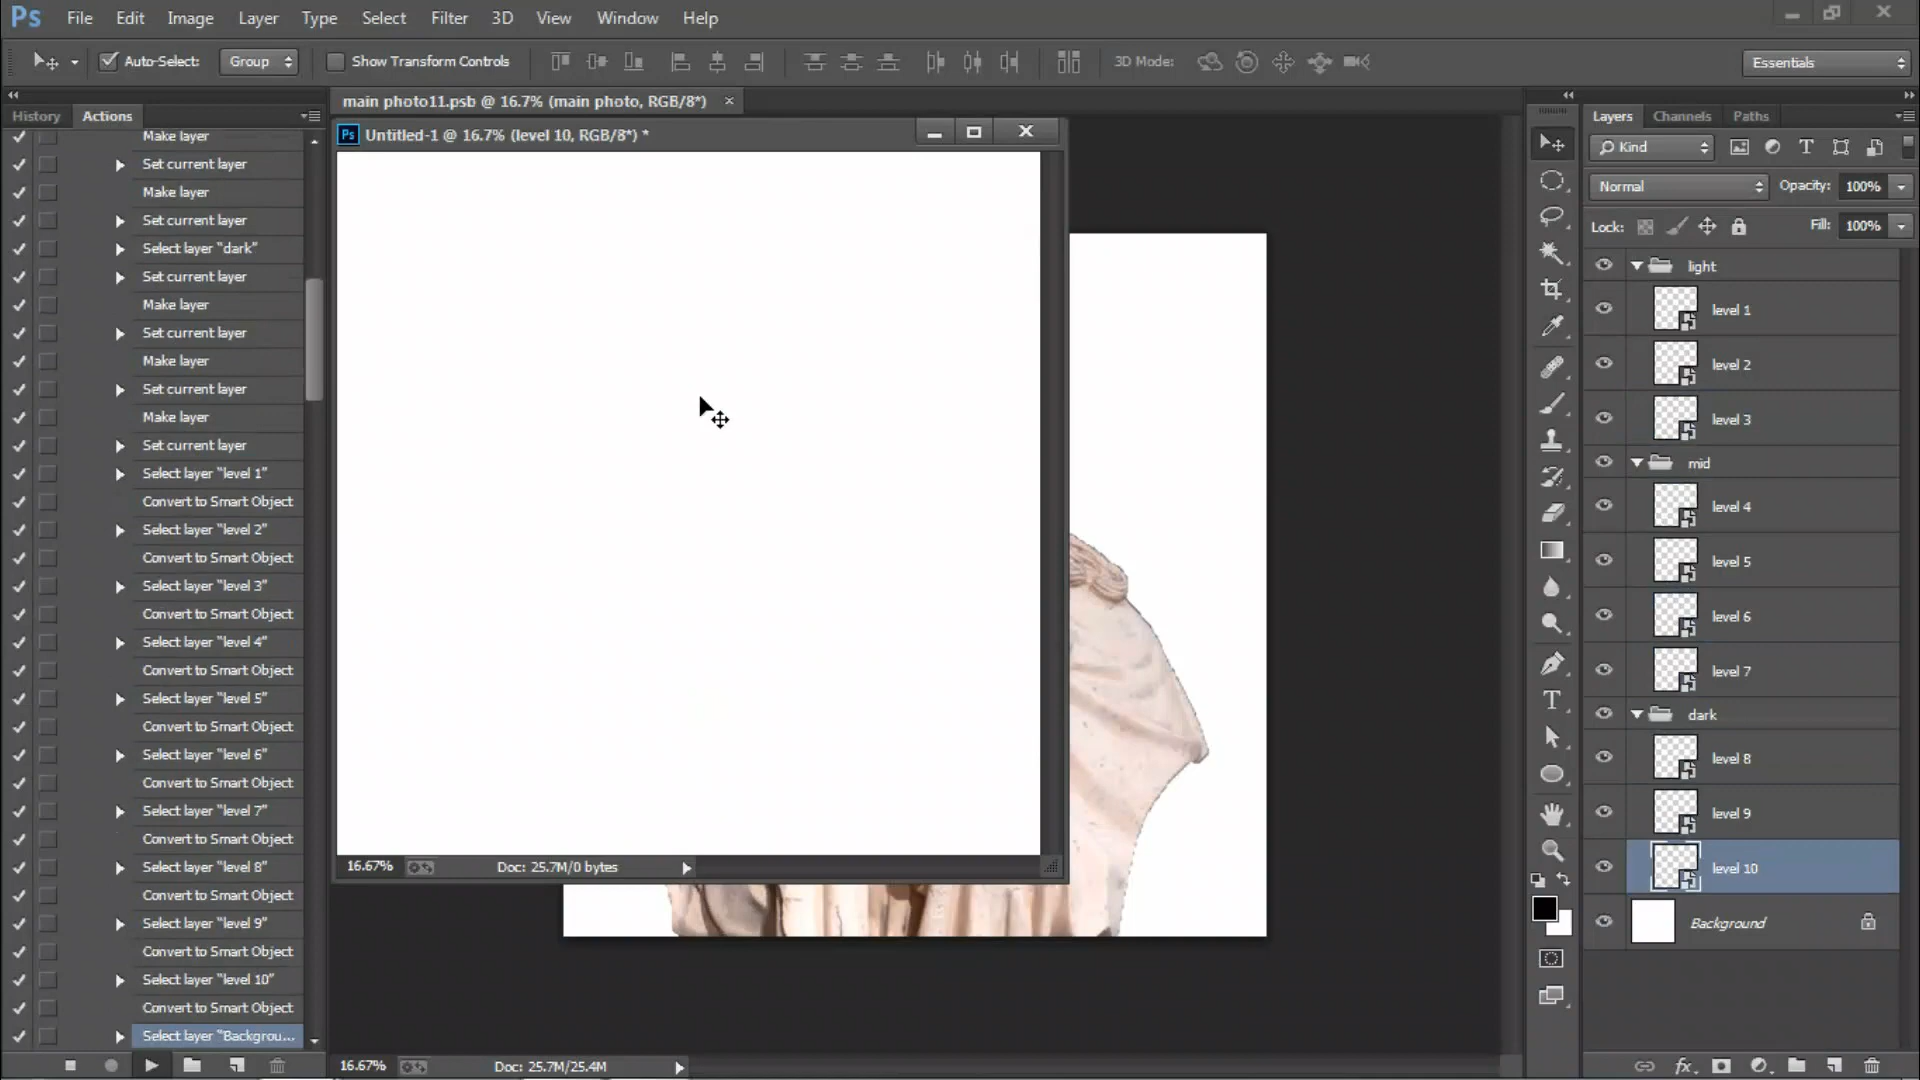 Ps File Edit Image Layer Type Select Filter 3D View Window Help
Auto-Select: Group Show Transform Controls 3D Mode: Essentials
History Actions
main photo11.psb @ 16.7% (main photo, RGB/8*) ×
Ps Untitled-1 @ 16.7% (level 10, RGB/8*) *
Make layer
Set current layer
Make layer
Set current layer
Select layer "dark"
Set current layer
Make layer
Set current layer
Make layer
Set current layer
Make layer
Set current layer
Select layer "level 1"
Convert to Smart Object
Select layer "level 2"
Convert to Smart Object
Select layer "level 3"
Convert to Smart Object
Select layer "level 4"
Convert to Smart Object
Select layer "level 5"
Convert to Smart Object
Select layer "level 6"
Convert to Smart Object
Select layer "level 7"
Convert to Smart Object
Select layer "level 8"
Convert to Smart Object
Select layer "level 9"
Convert to Smart Object
Select layer "level 10"
Convert to Smart Object
Select layer "Backgrou...
16.67% Doc: 25.7M/0 bytes
16.67% Doc: 25.7M/25.4M
Layers Channels Paths
Kind
Normal Opacity: 100%
Lock: Fill: 100%
light
level 1
level 2
level 3
mid
level 4
level 5
level 6
level 7
dark
level 8
level 9
level 10
Background